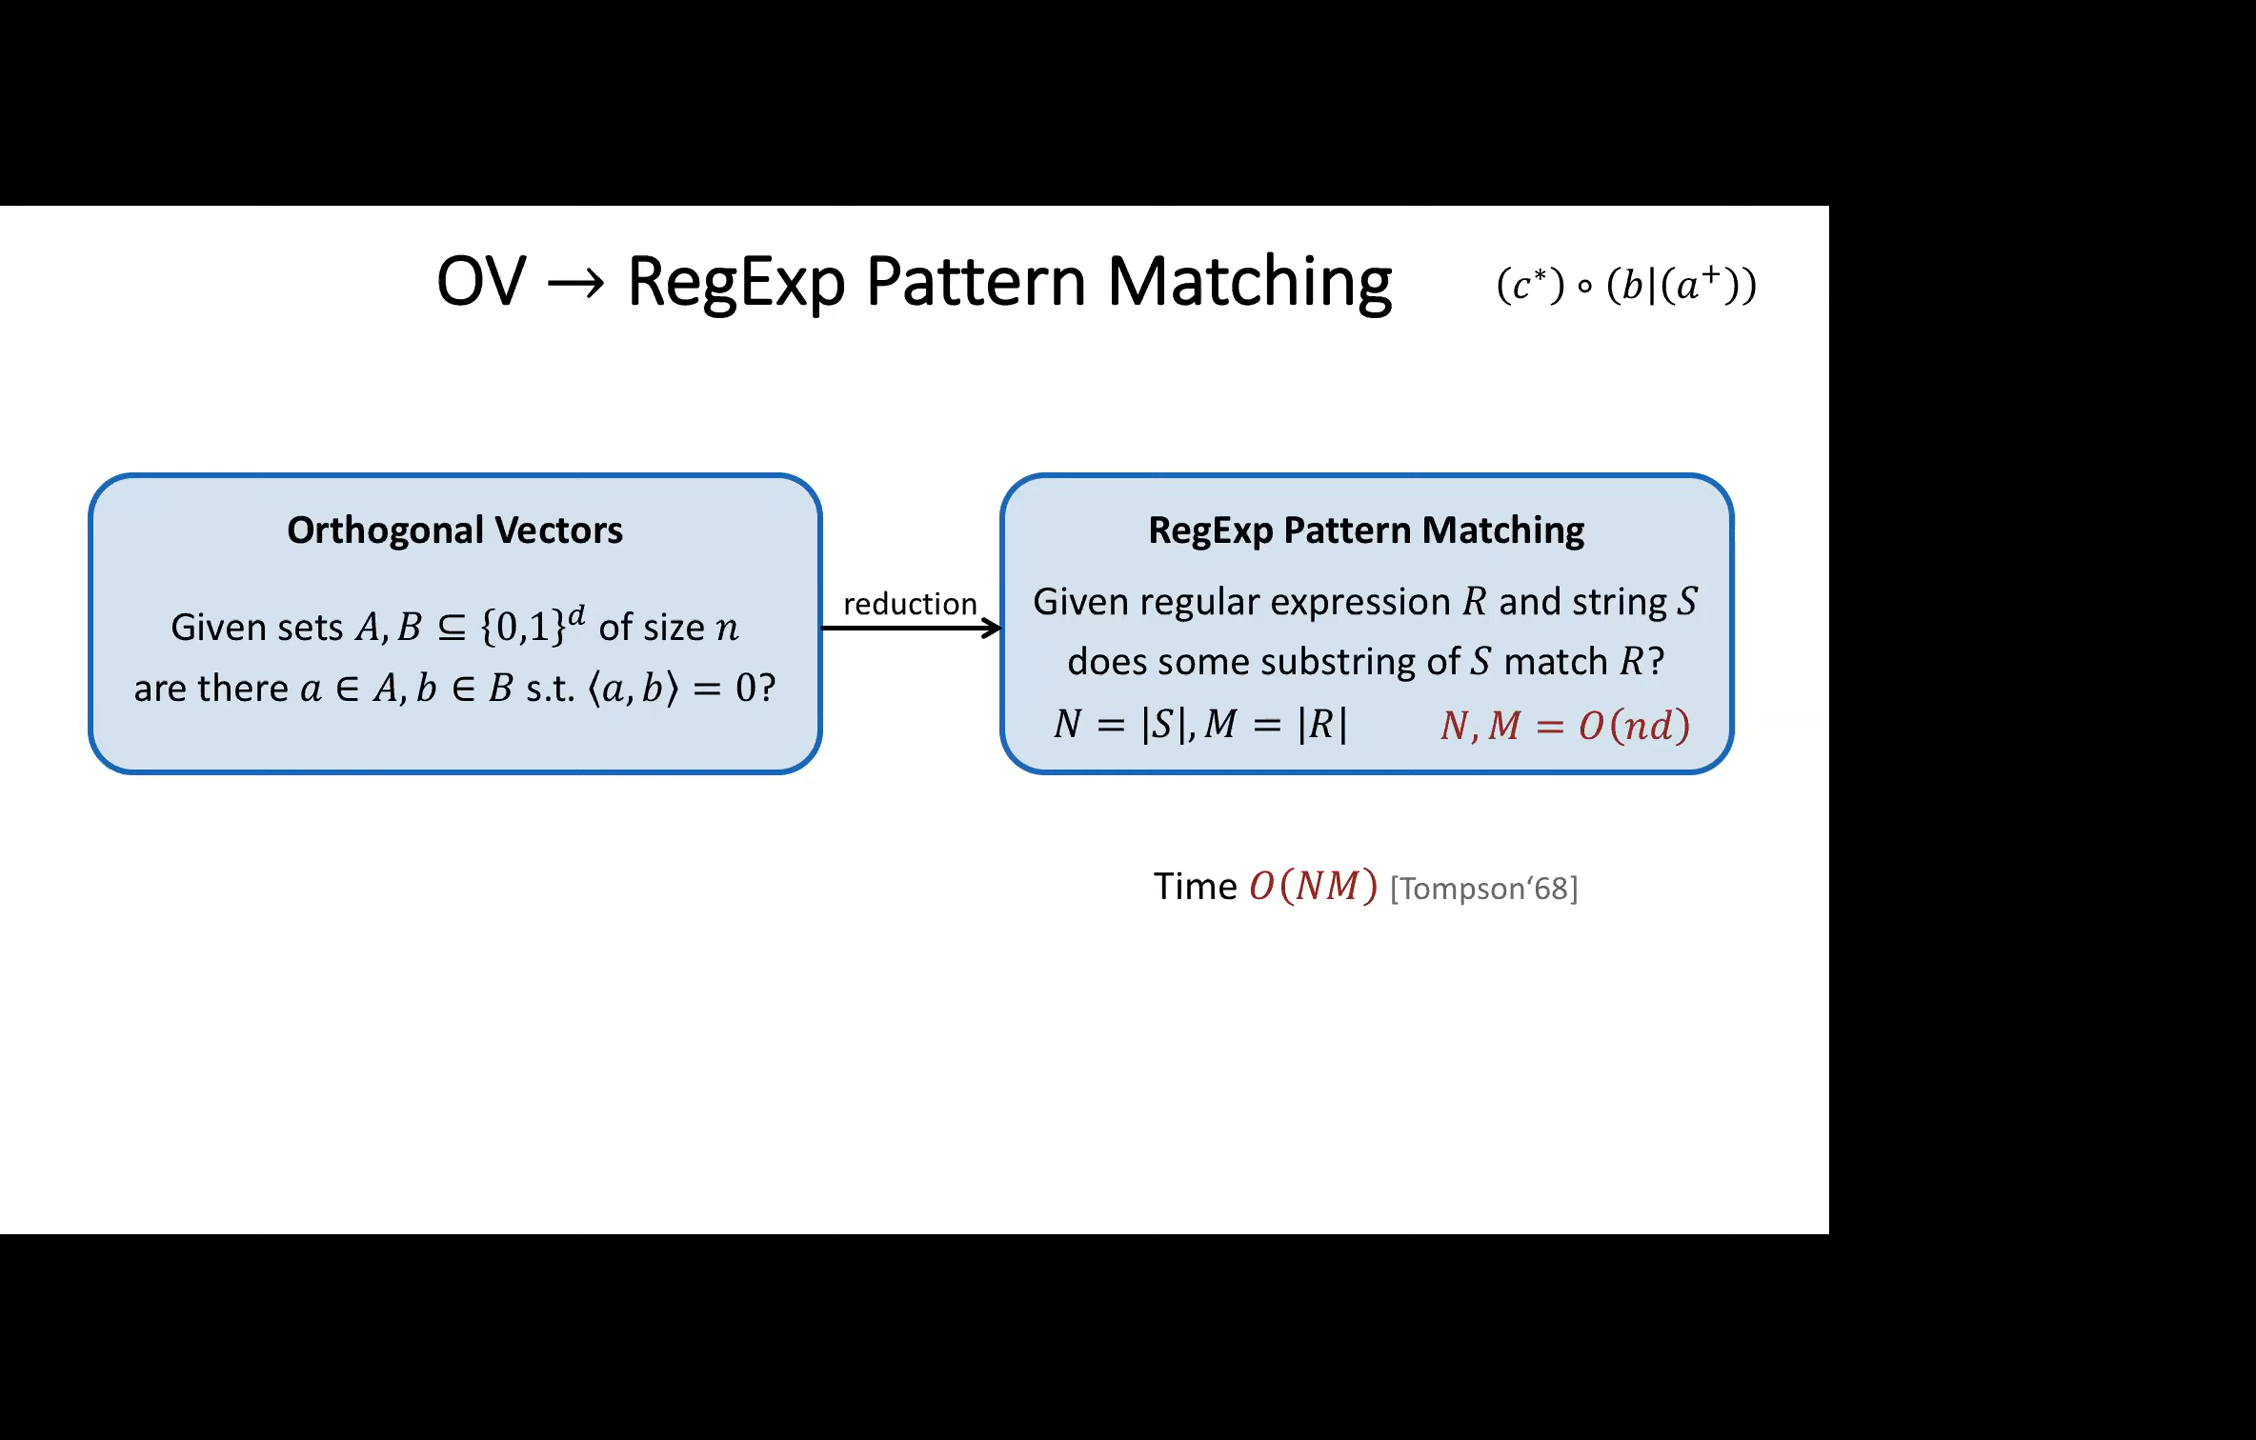 OV → RegExp Pattern Matching
(c*) ∘ (b|(a⁺))
Orthogonal Vectors
Given sets A, B ⊆ {0,1}ᵈ of size n
are there a ∈ A, b ∈ B s.t. ⟨a, b⟩ = 0?
reduction
RegExp Pattern Matching
Given regular expression R and string S
does some substring of S match R?
N = |S|, M = |R| N, M = O(nd)
Time O(NM) [Tompson‘68]